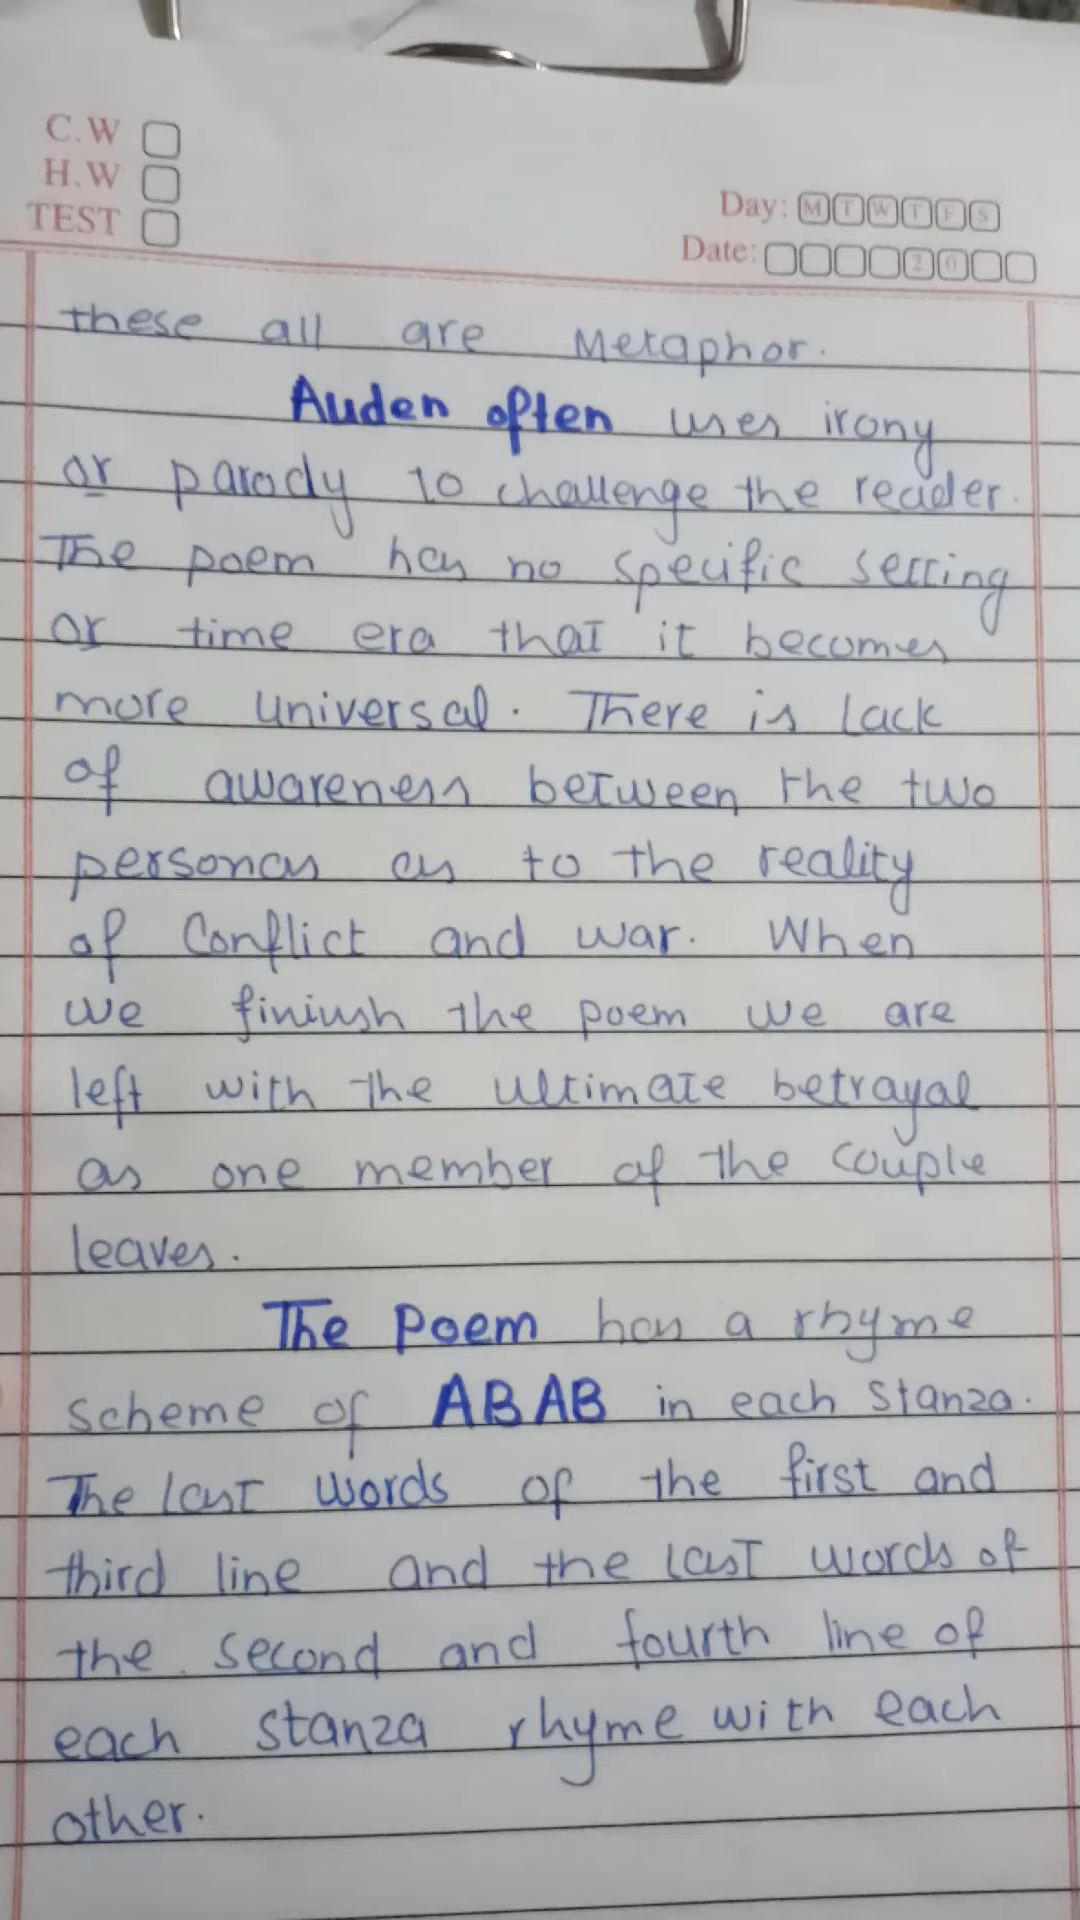 C.W
H.W
TEST
Day: M T W T F S
Date: 2 0
these all are Metaphor.
Auden often uses irony
or parody to challenge the reader.
The poem has no specific setting
or time era that it becomes
more universal. There is lack
of awareness between the two
personas as to the reality
of Conflict and war. When
we finiush the poem we are
left with the ultimate betrayal
as one member of the couple
leaves.
The Poem has a rhyme
scheme of ABAB in each stanza.
The last words of the first and
third line and the last words of
the second and fourth line of
each stanza rhyme with each
other.